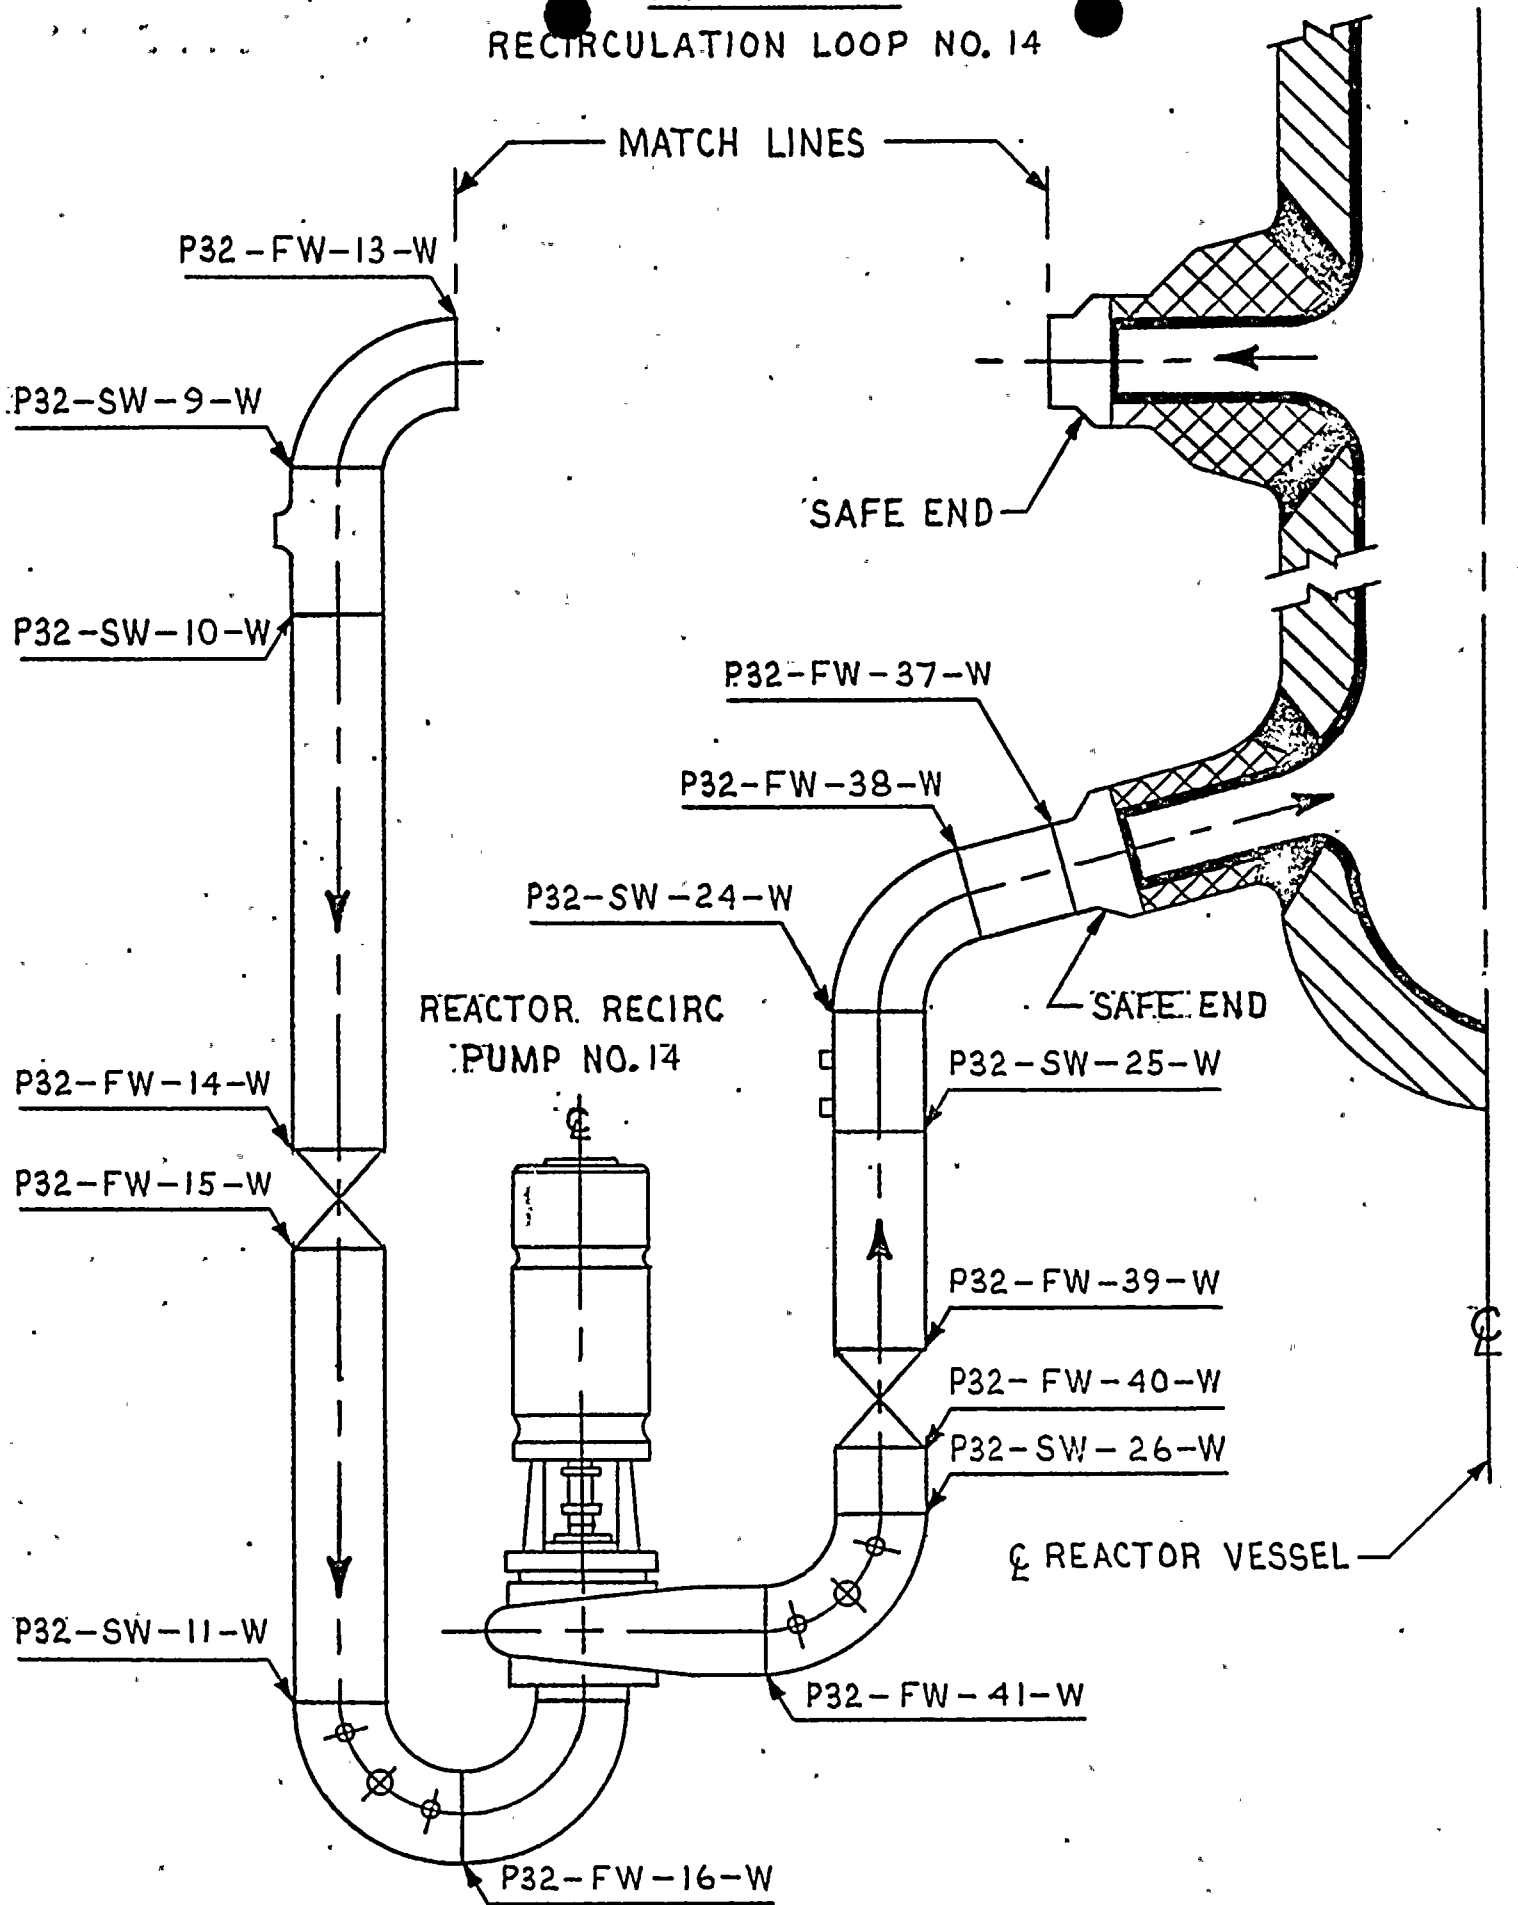 RECIRCULATION LOOP NO. 14
MATCH LINES
P32-FW-13-W
P32-SW-9-W
SAFE END
P32-SW-10-W
P32-FW-37-W
P32-FW-38-W
P32-SW-24-W
REACTOR RECIRC
PUMP NO. 14
SAFE END
P32-SW-25-W
P32-FW-14-W
℄
P32-FW-15-W
P32-FW-39-W
℄
P32-FW-40-W
P32-SW-26-W
℄ REACTOR VESSEL
P32-SW-11-W
P32-FW-41-W
P32-FW-16-W